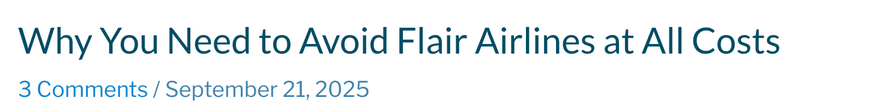 Why You Need to Avoid Flair Airlines at All Costs
3 Comments / September 21, 2025